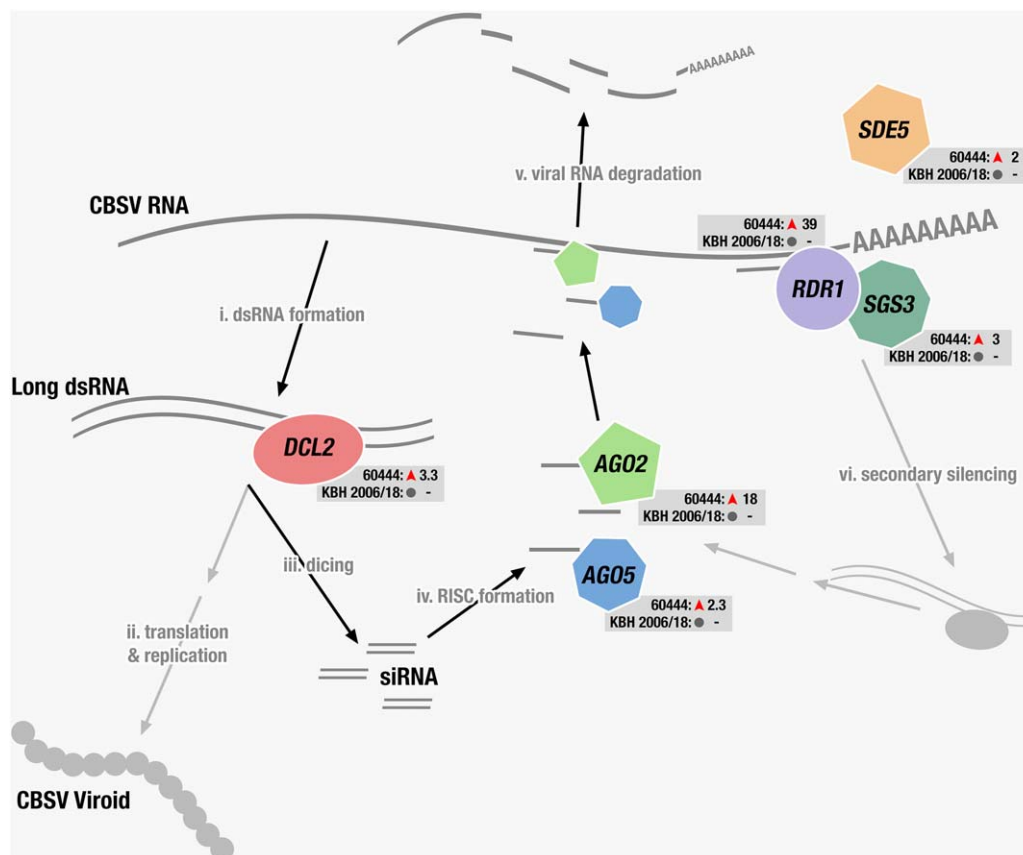 AAAAAAAAA
SDE5
60444: 2
KBH 2006/18: -
v. viral RNA degradation
CBSV RNA
60444: 39
KBH 2006/18: -
AAAAAAAAA
RDR1
SGS3
60444: 3
KBH 2006/18: -
i. dsRNA formation
Long dsRNA
DCL2
60444: 3.3
KBH 2006/18: -
AGO2
60444: 18
KBH 2006/18: -
vi. secondary silencing
iii. dicing
AGO5
60444: 2.3
KBH 2006/18: -
iv. RISC formation
ii. translation
& replication
siRNA
CBSV Viroid